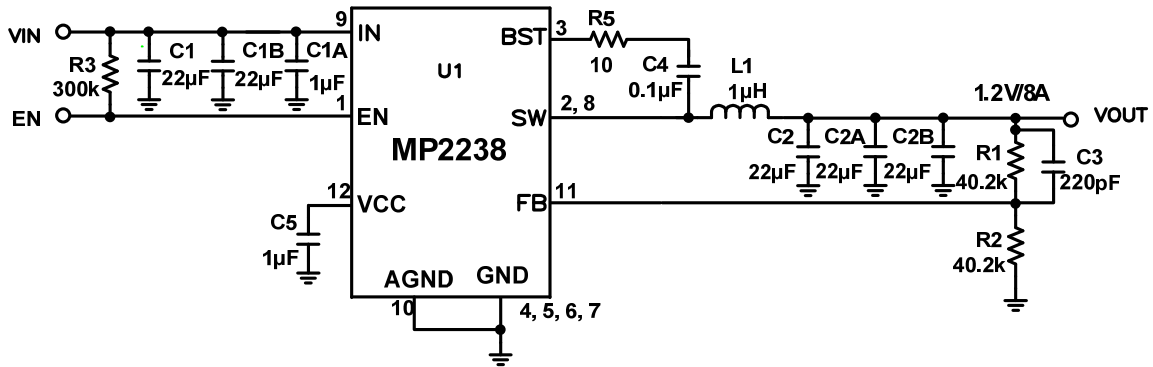 VIN
R3
300k
EN
C1
22µF
C1B
22µF
C1A
1µF
9
IN
1
EN
U1
MP2238
12
VCC
C5
1µF
AGND
10
GND
4, 5, 6, 7
BST
3
R5
10
C4
0.1µF
SW
2, 8
L1
1µH
FB
11
C2
22µF
C2A
22µF
C2B
22µF
1.2V/8A
VOUT
R1
40.2k
C3
220pF
R2
40.2k